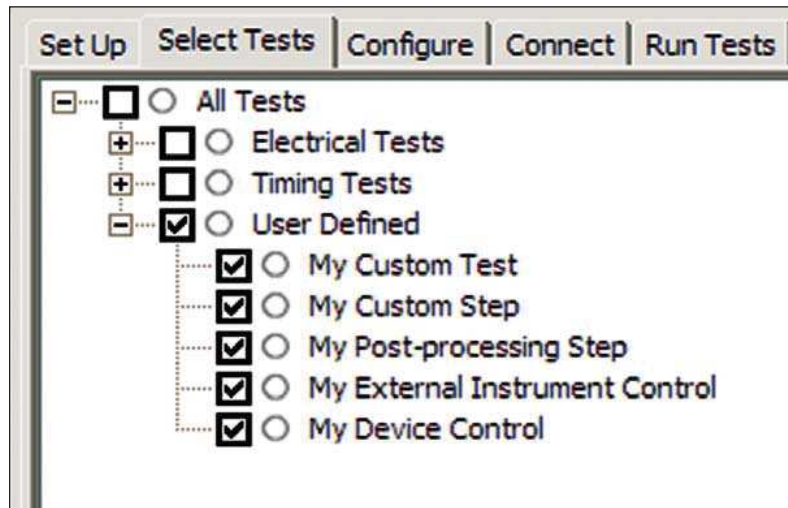 Set Up Select Tests Configure Connect Run Tests
All Tests
Electrical Tests
Timing Tests
User Defined
My Custom Test
My Custom Step
My Post-processing Step
My External Instrument Control
My Device Control